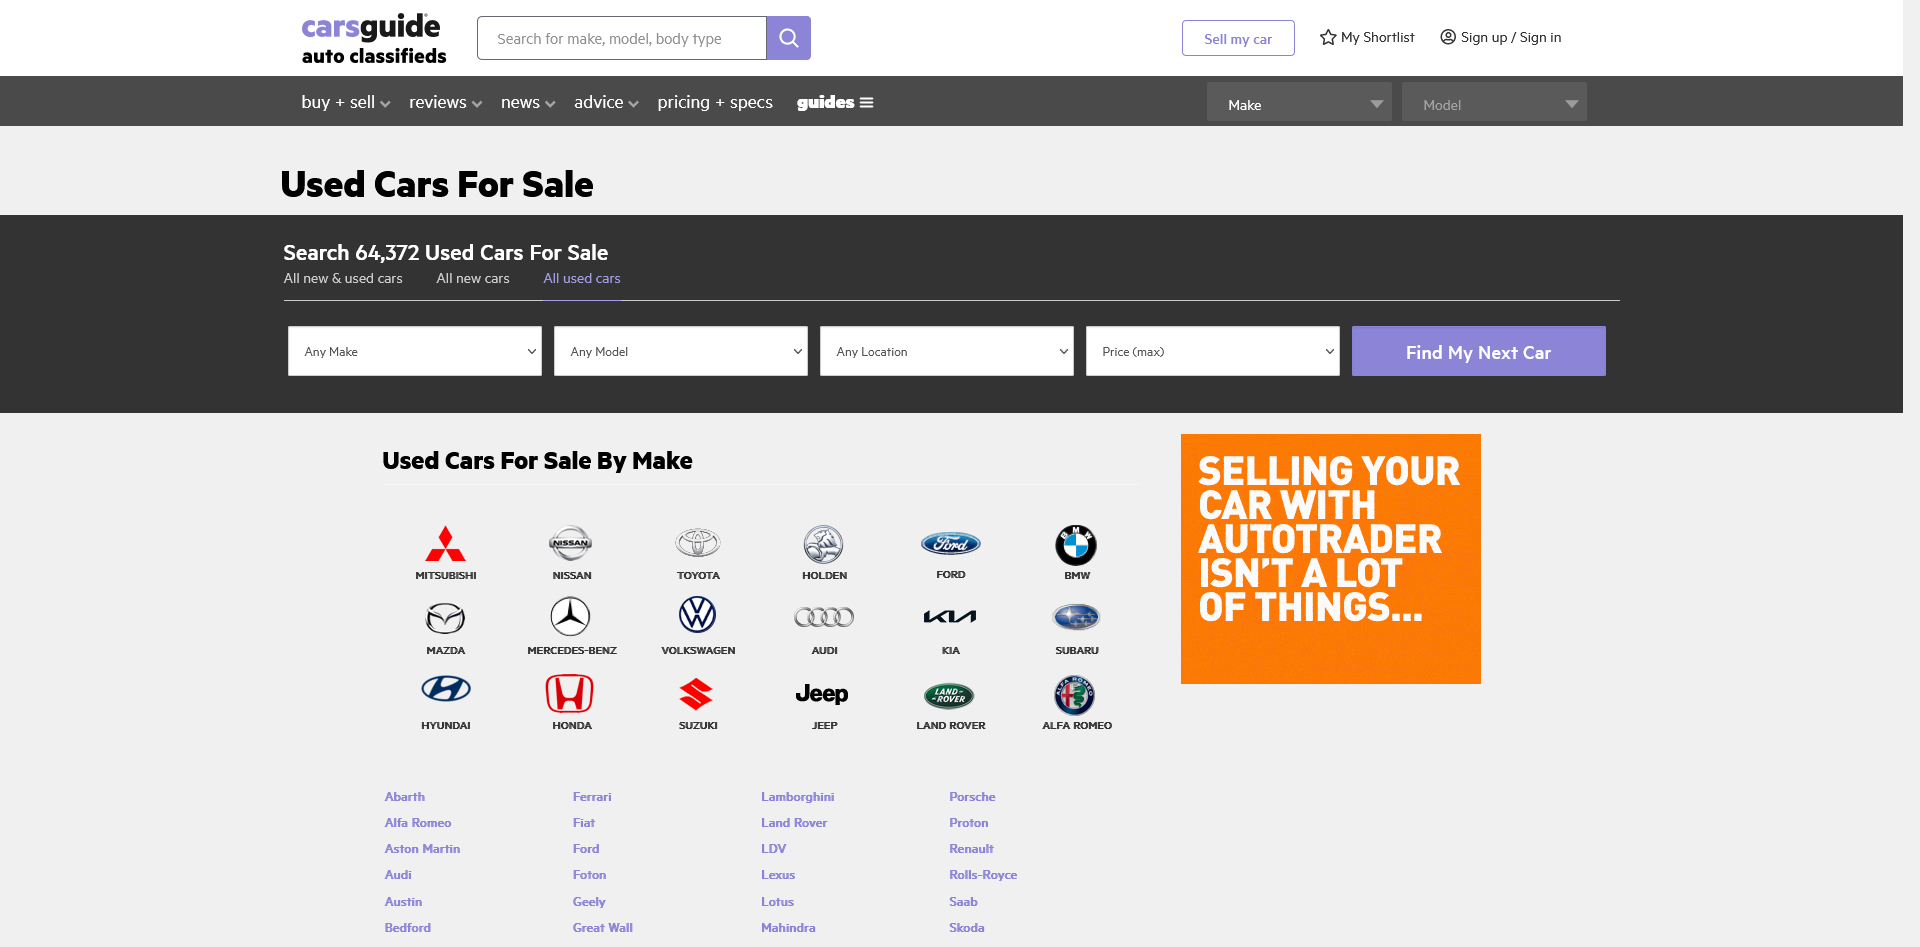 carsguide
auto classifieds
Search for make, model, body type
Sell my car
My Shortlist
Sign up / Sign in
buy + sell
reviews
news
advice
pricing + specs
guides
Make
Model
Used Cars For Sale
Search 64,372 Used Cars For Sale
All new & used cars
All new cars
All used cars
Any Make
Any Model
Any Location
Price (max)
Find My Next Car
Used Cars For Sale By Make
SELLING YOUR
CAR WITH
AUTOTRADER
ISN'T A LOT
OF THINGS...
NISSAN
Ford
BMW
MITSUBISHI
NISSAN
TOYOTA
HOLDEN
FORD
BMW
KIA
MAZDA
MERCEDES-BENZ
VOLKSWAGEN
AUDI
KIA
SUBARU
Jeep
LAND-
-ROVER
ALFA ROMEO
HYUNDAI
HONDA
SUZUKI
JEEP
LAND ROVER
ALFA ROMEO
Abarth
Ferrari
Lamborghini
Porsche
Alfa Romeo
Fiat
Land Rover
Proton
Aston Martin
Ford
LDV
Renault
Audi
Foton
Lexus
Rolls-Royce
Austin
Geely
Lotus
Saab
Bedford
Great Wall
Mahindra
Skoda